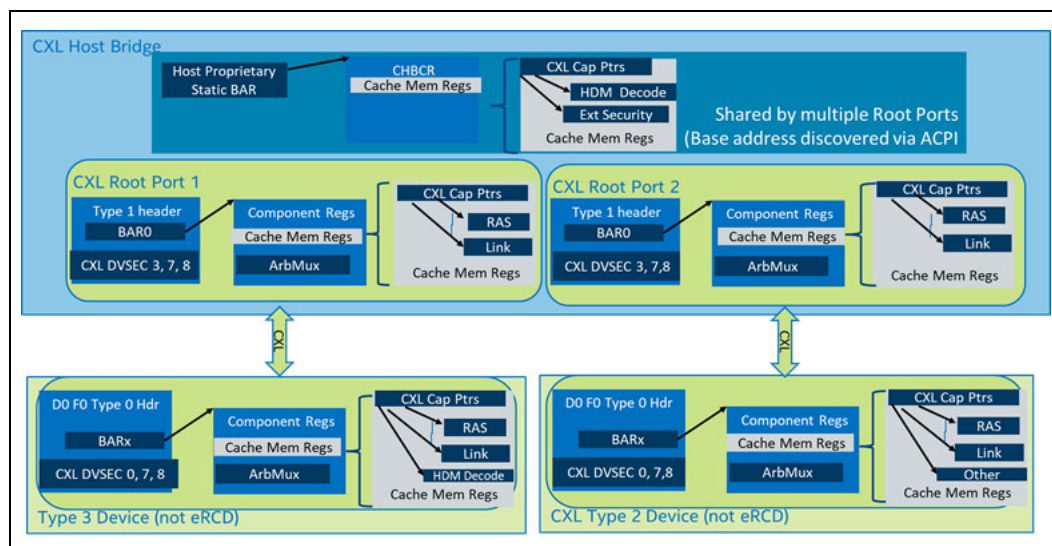 CXL Host Bridge
Host Proprietary
Static BAR
CHBCR
Cache Mem Regs
CXL Cap Ptrs
HDM Decode
Ext Security
Cache Mem Regs
Shared by multiple Root Ports
(Base address discovered via ACPI
CXL Root Port 1
Type 1 header
BAR0
CXL DVSEC 3, 7, 8
Component Regs
Cache Mem Regs
ArbMux
CXL Cap Ptrs
RAS
Link
Cache Mem Regs
CXL Root Port 2
Type 1 header
BAR0
CXL DVSEC 3, 7,8
Component Regs
Cache Mem Regs
ArbMux
CXL Cap Ptrs
RAS
Link
Cache Mem Regs
CXL
CXL
D0 F0 Type 0 Hdr
BARx
CXL DVSEC 0, 7, 8
Component Regs
Cache Mem Regs
ArbMux
CXL Cap Ptrs
RAS
Link
HDM Decode
Cache Mem Regs
Type 3 Device (not eRCD)
D0 F0 Type 0 Hdr
BARx
CXL DVSEC 0, 7,8
Component Regs
Cache Mem Regs
ArbMux
CXL Cap Ptrs
RAS
Link
Other
Cache Mem Regs
CXL Type 2 Device (not eRCD)